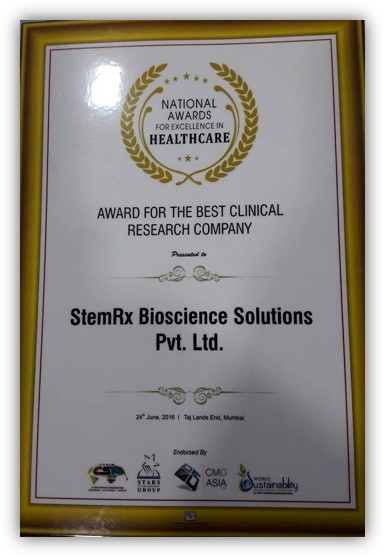 NATIONAL
AWARDS
FOR EXCELLENCE IN
HEALTHCARE
AWARD FOR THE BEST CLINICAL
RESEARCH COMPANY
Presented to
StemRx Bioscience Solutions
Pvt. Ltd.
24th June, 2016 | Taj Lands End, Mumbai
Endorsed By
STARS
GROUP
CMO
ASIA
WORLD
Sustainability